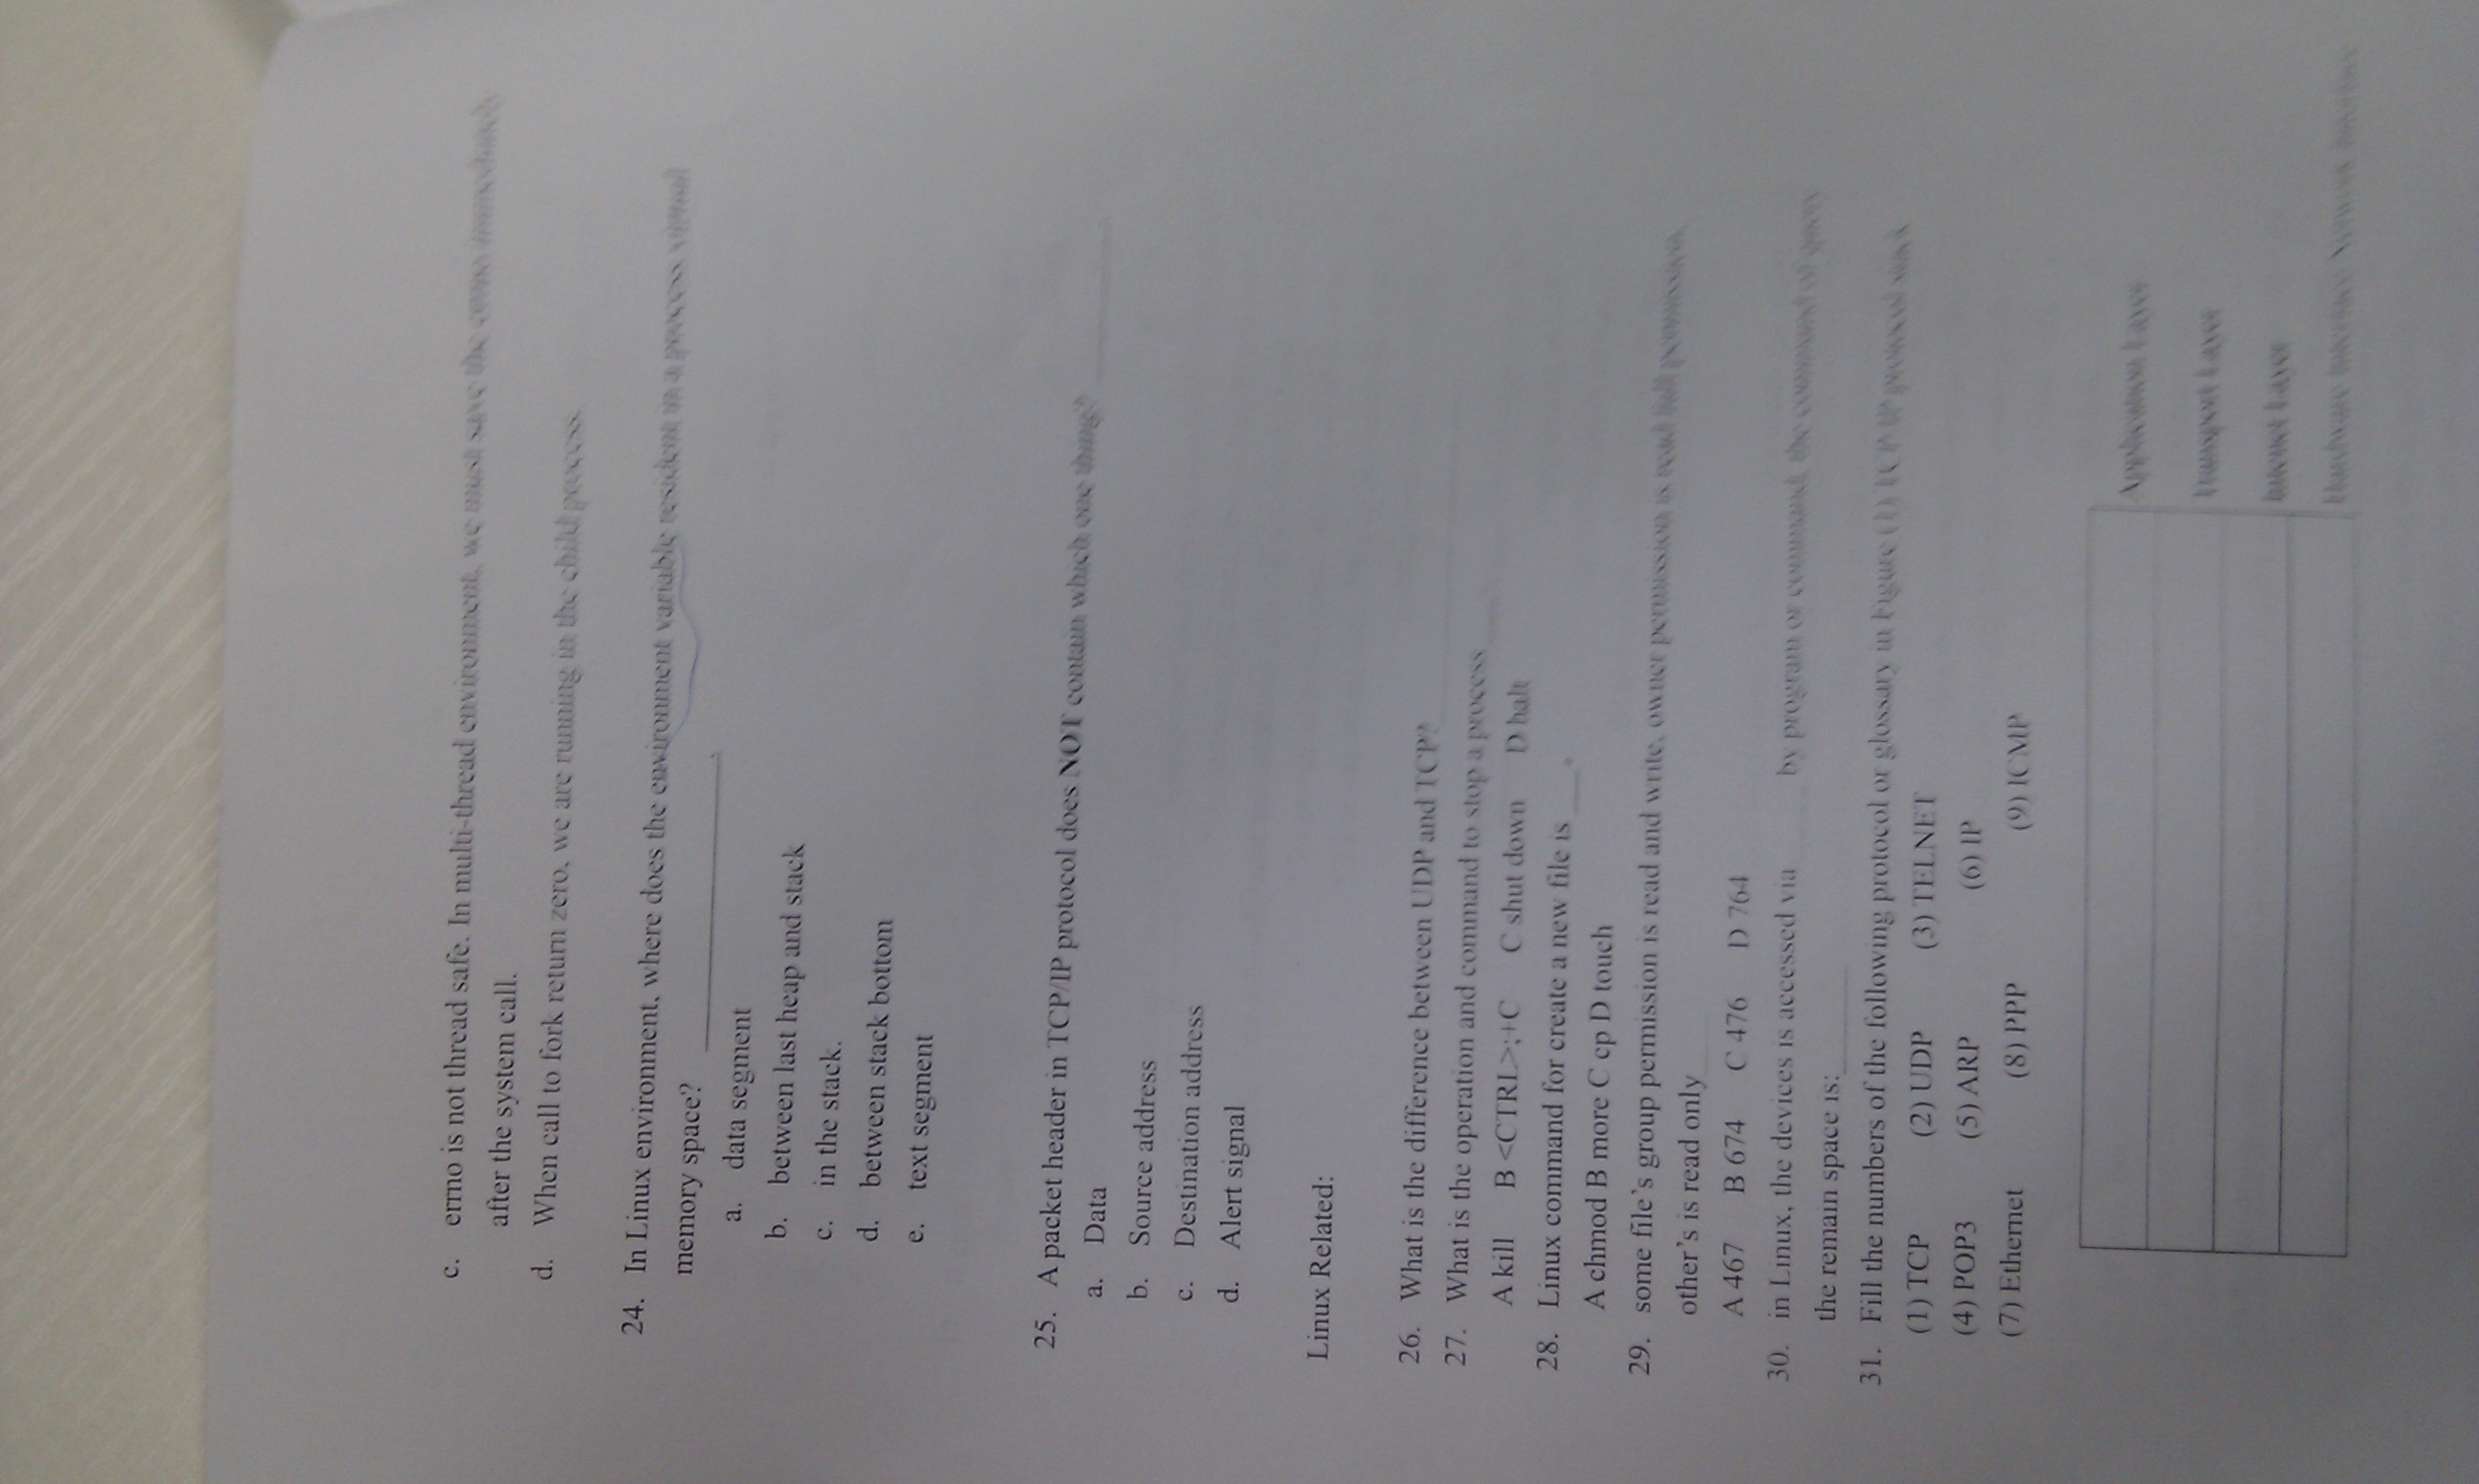 c. errno is not thread safe. In multi-thread environment, we must save the errno immediately
after the system call.
d. When call to fork return zero, we are running in the child process.
24. In Linux environment, where does the environment variable resident in a process virtual
memory space? ____________.
a. data segment
b. between last heap and stack
c. in the stack.
d. between stack bottom
e. text segment
25. A packet header in TCP/IP protocol does NOT contain which one thing? ________.
a. Data
b. Source address
c. Destination address
d. Alert signal
Linux Related:
26. What is the difference between UDP and TCP? ____________
27. What is the operation and command to stop a process____.
A kill B <CTRL>;+C C shut down D halt
28. Linux command for create a new file is ___。
A chmod B more C cp D touch
29. some file's group permission is read and write, owner permission is read full permission,
other's is read only____
A 467 B 674 C 476 D 764
30. in Linux, the devices is accessed via ____ by program or command, the command of
the remain space is:______
31. Fill the numbers of the following protocol or glossary in Figure (1) TCP/IP protocol stack
(1) TCP (2) UDP (3) TELNET
(4) POP3 (5) ARP (6) IP
(7) Ethernet (8) PPP (9) ICMP
Application Layer
Transport Layer
Internet Layer
Hardware Interface Network Interface